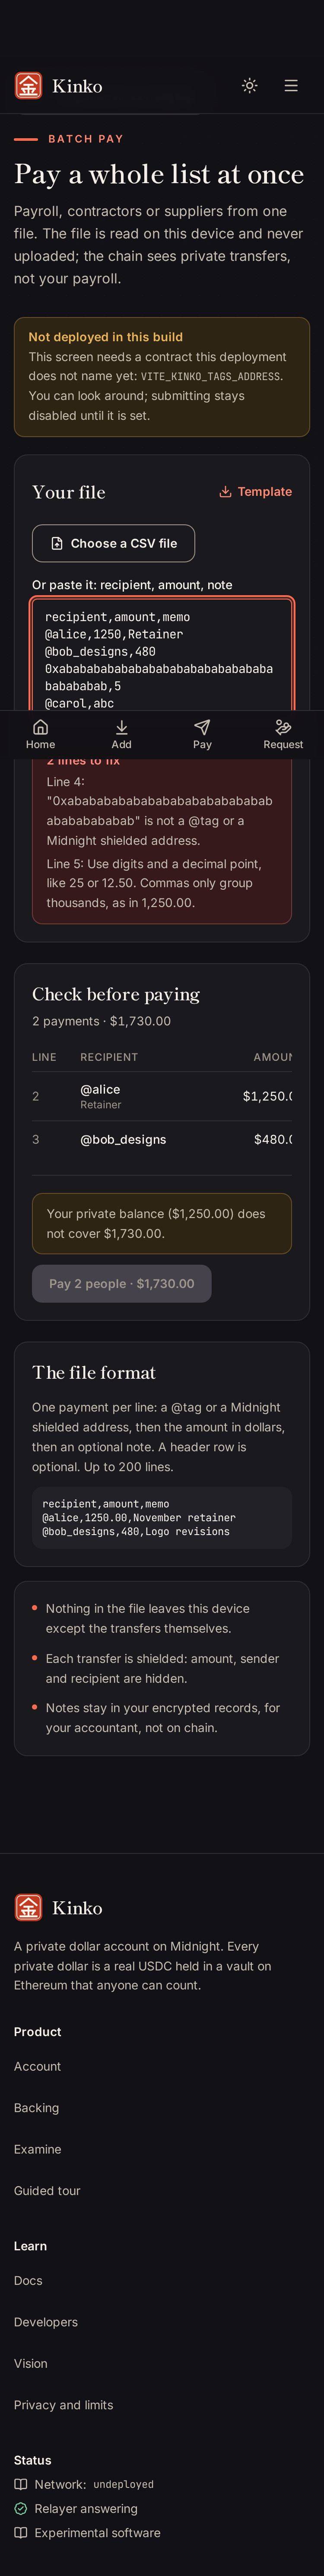 金 Kinko
BATCH PAY
Pay a whole list at once
Payroll, contractors or suppliers from one
file. The file is read on this device and never
uploaded; the chain sees private transfers,
not your payroll.
Not deployed in this build
This screen needs a contract this deployment
does not name yet: VITE_KINKO_TAGS_ADDRESS.
You can look around; submitting stays
disabled until it is set.
Your file
Template
Choose a CSV file
Or paste it: recipient, amount, note
recipient,amount,memo
@alice,1250,Retainer
@bob_designs,480
0xabababababababababababababa
babababab,5
@carol,abc
Home Add Pay Request
2 lines to fix
Line 4:
"0xabababababababababababab
ababababab" is not a @tag or a
Midnight shielded address.
Line 5: Use digits and a decimal point,
like 25 or 12.50. Commas only group
thousands, as in 1,250.00.
Check before paying
2 payments · $1,730.00
LINE RECIPIENT
2 @alice $1,250.0
Retainer
3 @bob_designs $480.0
Your private balance ($1,250.00) does
not cover $1,730.00.
Pay 2 people · $1,730.00
The file format
One payment per line: a @tag or a Midnight
shielded address, then the amount in dollars,
then an optional note. A header row is
optional. Up to 200 lines.
recipient,amount,memo
@alice,1250.00,November retainer
@bob_designs,480,Logo revisions
Nothing in the file leaves this device
except the transfers themselves.
Each transfer is shielded: amount, sender
and recipient are hidden.
Notes stay in your encrypted records, for
your accountant, not on chain.
金 Kinko
A private dollar account on Midnight. Every
private dollar is a real USDC held in a vault on
Ethereum that anyone can count.
Product
Account
Backing
Examine
Guided tour
Learn
Docs
Developers
Vision
Privacy and limits
Status
Network: undeployed
Relayer answering
Experimental software